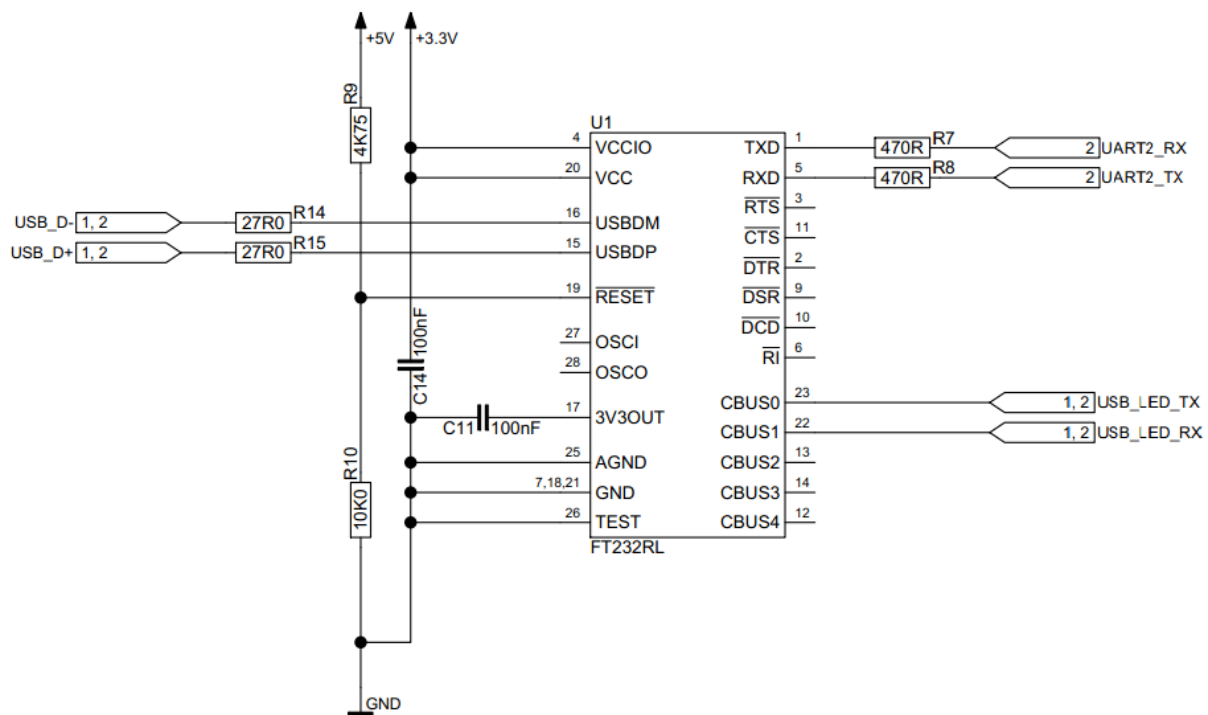 +5V
+3.3V
R9
4K75
U1
4
VCCIO
TXD
1
470R
R7
2
UART2_RX
20
VCC
RXD
5
470R
R8
2
UART2_TX
RTS
3
USB_D-
1, 2
27R0
R14
16
USBDM
CTS
11
USB_D+
1, 2
27R0
R15
15
USBDP
DTR
2
19
RESET
DSR
9
DCD
10
27
OSCI
RI
6
28
OSCO
C14
100nF
CBUS0
23
1, 2
USB_LED_TX
C11
100nF
17
3V3OUT
CBUS1
22
1, 2
USB_LED_RX
25
AGND
CBUS2
13
R10
10K0
7,18,21
GND
CBUS3
14
26
TEST
CBUS4
12
FT232RL
GND